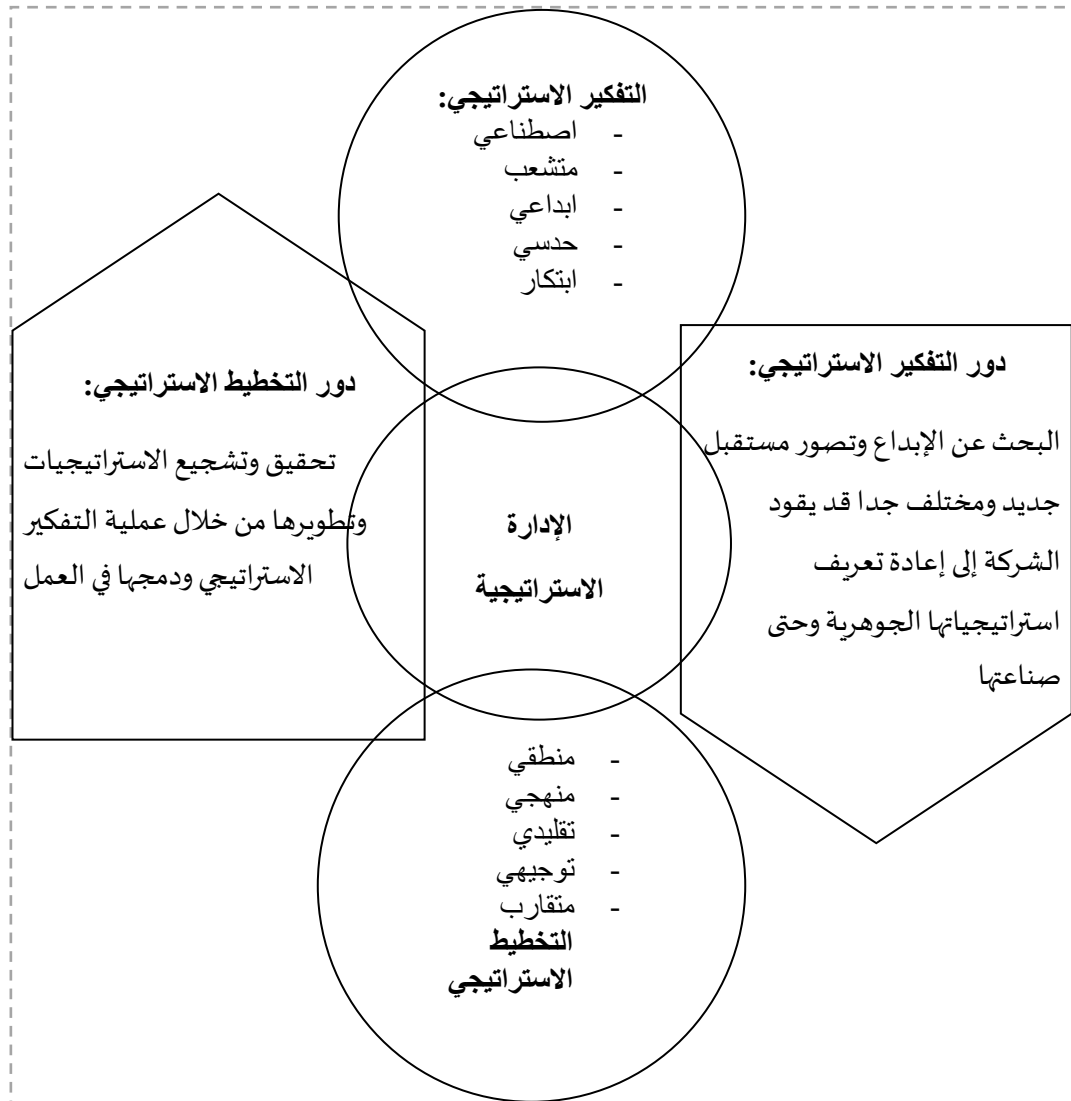 التفكير الاستراتيجي:
- اصطناعي
- متشعب
- ابداعي
- حدسي
- ابتكار
دور التفكير الاستراتيجي:
البحث عن الإبداع وتصور مستقبل
جديد ومختلف جدا قد يقود
الشركة إلى إعادة تعريف
استراتيجياتها الجوهرية وحتى
صناعتها
الإدارة
الاستراتيجية
دور التخطيط الاستراتيجي:
تحقيق وتشجيع الاستراتيجيات
وتطويرها من خلال عملية التفكير
الاستراتيجي ودمجها في العمل
- منطقي
- منهجي
- تقليدي
- توجيهي
- متقارب
التخطيط
الاستراتيجي